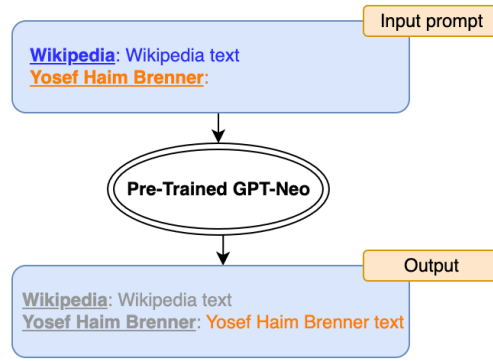 Input prompt
Wikipedia: Wikipedia text
Yosef Haim Brenner:
Pre-Trained GPT-Neo
Output
Wikipedia: Wikipedia text
Yosef Haim Brenner: Yosef Haim Brenner text